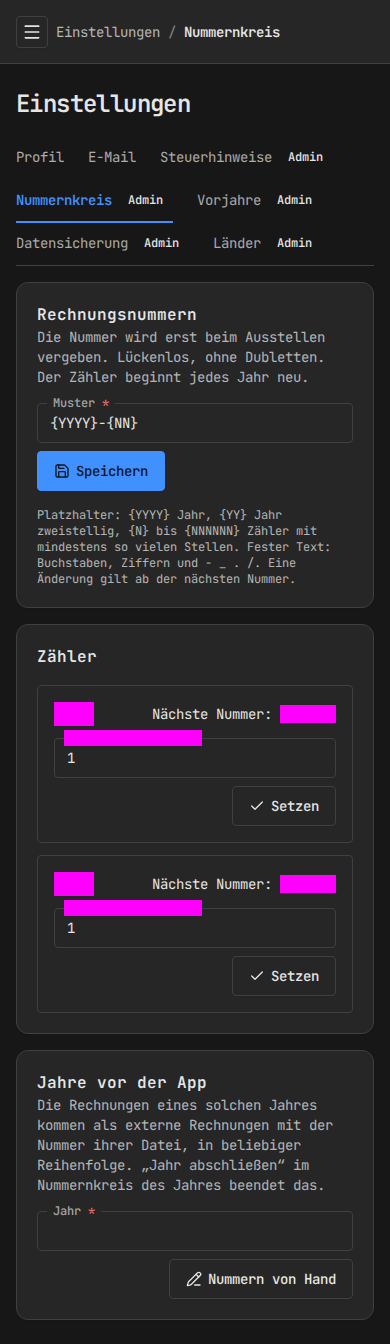 Einstellungen / Nummernkreis
Einstellungen
Profil E-Mail Steuerhinweise Admin
Nummernkreis Admin Vorjahre Admin
Datensicherung Admin Länder Admin
Rechnungsnummern
Die Nummer wird erst beim Ausstellen
vergeben. Lückenlos, ohne Dubletten.
Der Zähler beginnt jedes Jahr neu.
Muster *
{YYYY}-{NN}
Speichern
Platzhalter: {YYYY} Jahr, {YY} Jahr
zweistellig, {N} bis {NNNNNN} Zähler mit
mindestens so vielen Stellen. Fester Text:
Buchstaben, Ziffern und - _ . /. Eine
Änderung gilt ab der nächsten Nummer.
Zähler
Nächste Nummer:
1
Setzen
Nächste Nummer:
1
Setzen
Jahre vor der App
Die Rechnungen eines solchen Jahres
kommen als externe Rechnungen mit der
Nummer ihrer Datei, in beliebiger
Reihenfolge. „Jahr abschließen“ im
Nummernkreis des Jahres beendet das.
Jahr *
Nummern von Hand